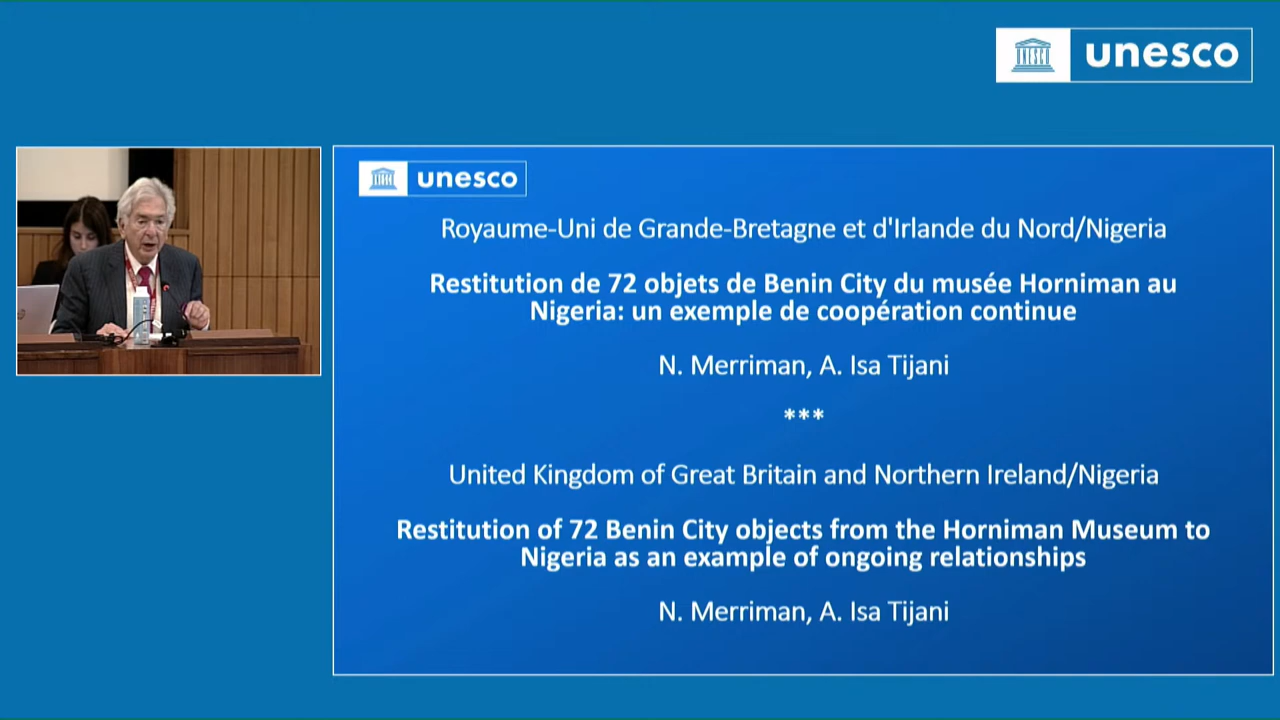 unesco
unesco
Royaume-Uni de Grande-Bretagne et d'Irlande du Nord/Nigeria
Restitution de 72 objets de Benin City du musée Horniman au
Nigeria: un exemple de coopération continue
N. Merriman, A. Isa Tijani
***
United Kingdom of Great Britain and Northern Ireland/Nigeria
Restitution of 72 Benin City objects from the Horniman Museum to
Nigeria as an example of ongoing relationships
N. Merriman, A. Isa Tijani